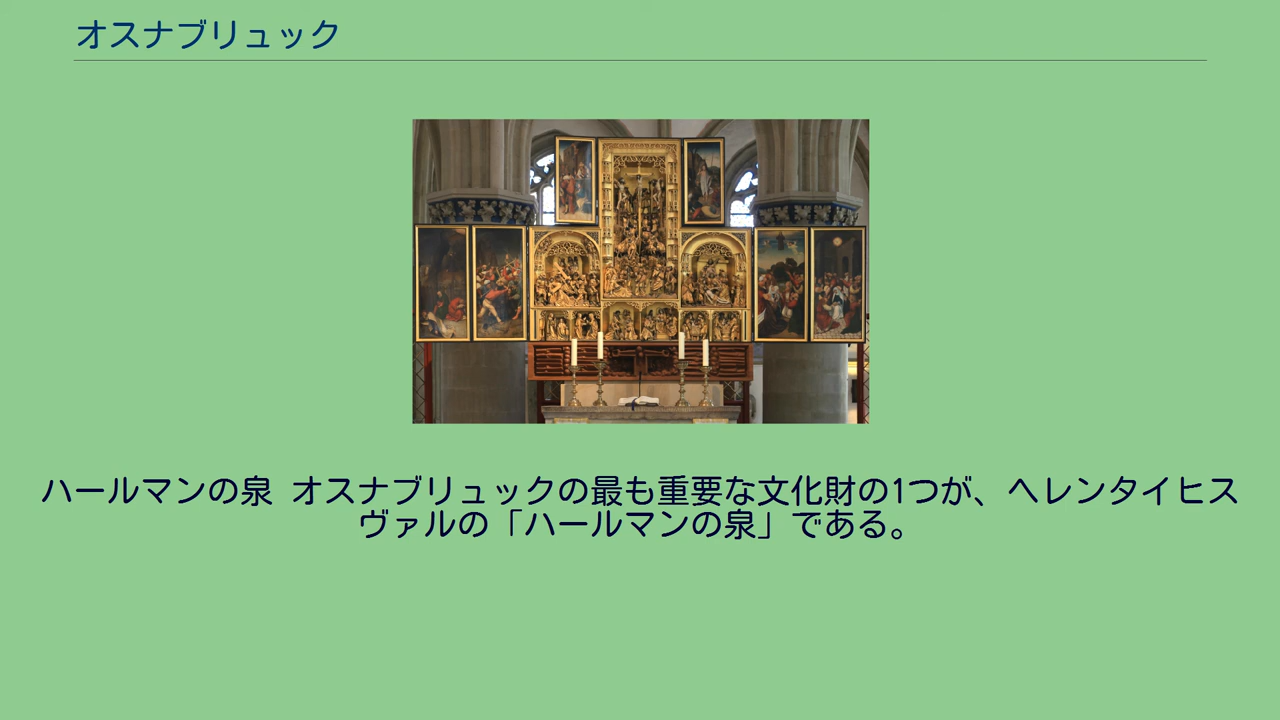 オスナブリュック
ハールマンの泉 オスナブリュックの最も重要な文化財の1つが、ヘレンタイヒス
ヴァルの「ハールマンの泉」である。